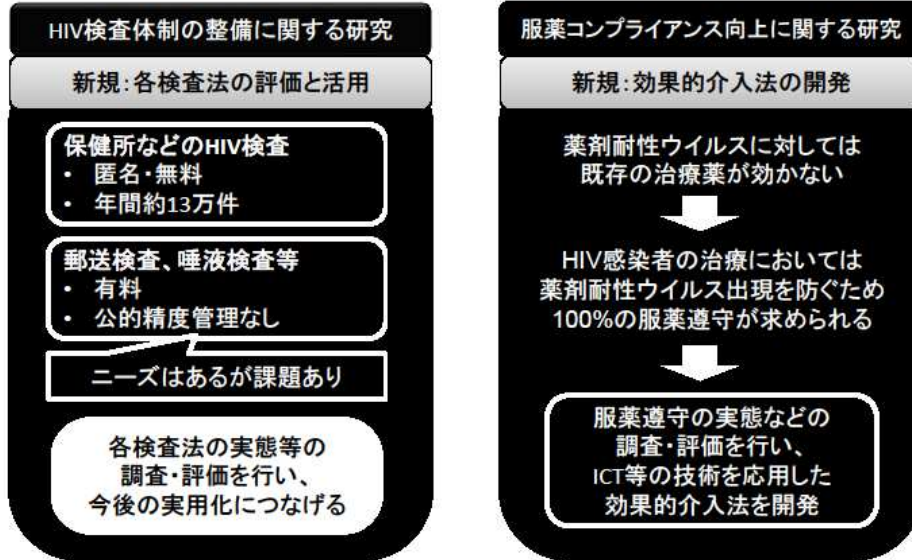 HIV検査体制の整備に関する研究
新規:各検査法の評価と活用
保健所などのHIV検査
• 匿名・無料
• 年間約13万件
郵送検査、唾液検査等
• 有料
• 公的精度管理なし
ニーズはあるが課題あり
各検査法の実態等の
調査・評価を行い、
今後の実用化につなげる
服薬コンプライアンス向上に関する研究
新規:効果的介入法の開発
薬剤耐性ウイルスに対しては
既存の治療薬が効かない
HIV感染者の治療においては
薬剤耐性ウイルス出現を防ぐため
100%の服薬遵守が求められる
服薬遵守の実態などの
調査・評価を行い、
ICT等の技術を応用した
効果的介入法を開発